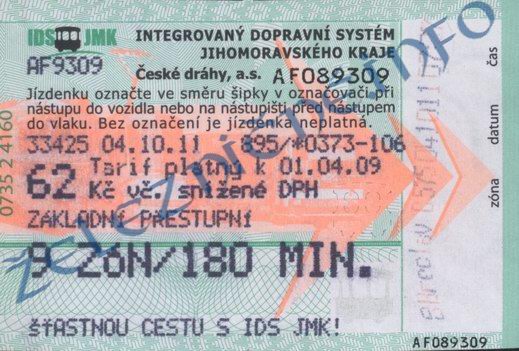 IDS JMK
INTEGROVANÝ DOPRAVNÍ SYSTÉM
JIHOMORAVSKÉHO KRAJE
AF9309
České dráhy, a.s. AF089309
Jízdenku označte ve směru šipky v označovači při
nástupu do vozidla nebo na nástupišti před nástupem
do vlaku. Bez označení je jízdenka neplatná.
33425 04.10.11 895/*0373-106
Tarif platný k 01.04.09
62 Kč vč. snížené DPH
ZÁKLADNÍ PŘESTUPNÍ
9 ZÓN/180 MIN.
ŠŤASTNOU CESTU S IDS JMK!
AF089309
0735 2 4160
zóna datum čas